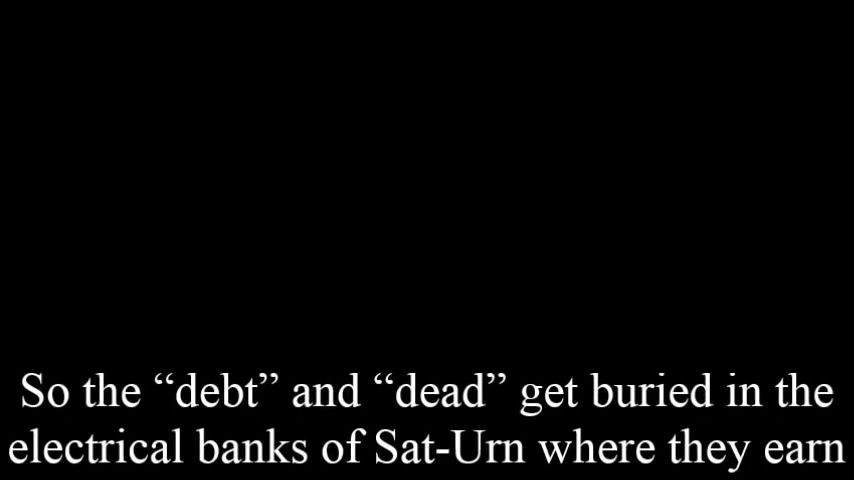 So the “debt” and “dead” get buried in the
electrical banks of Sat-Urn where they earn